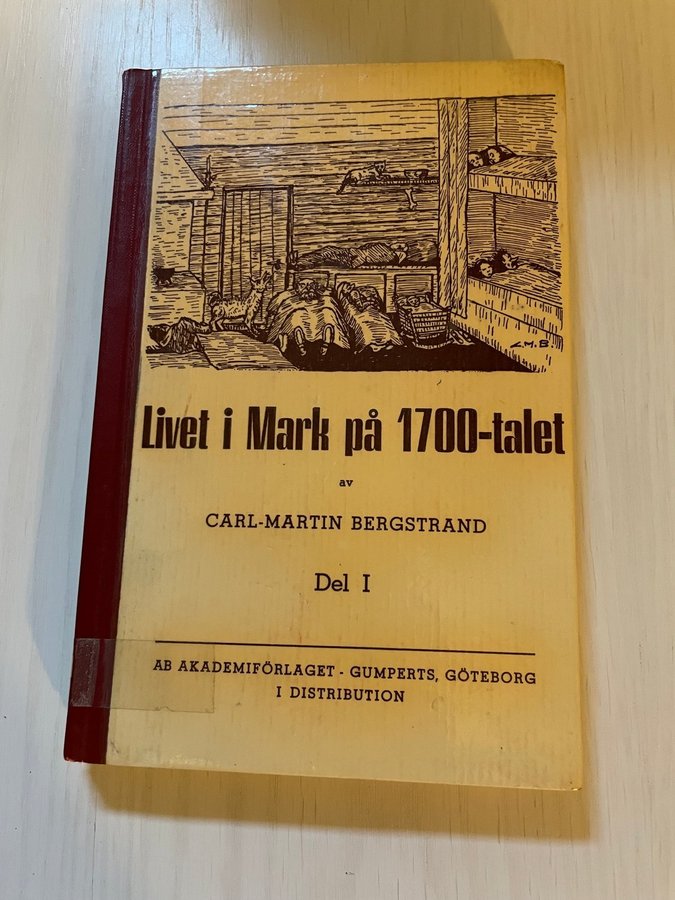 C.M.B.
Livet i Mark på 1700-talet
av
CARL-MARTIN BERGSTRAND
Del I
AB AKADEMIFÖRLAGET - GUMPERTS, GÖTEBORG
I DISTRIBUTION